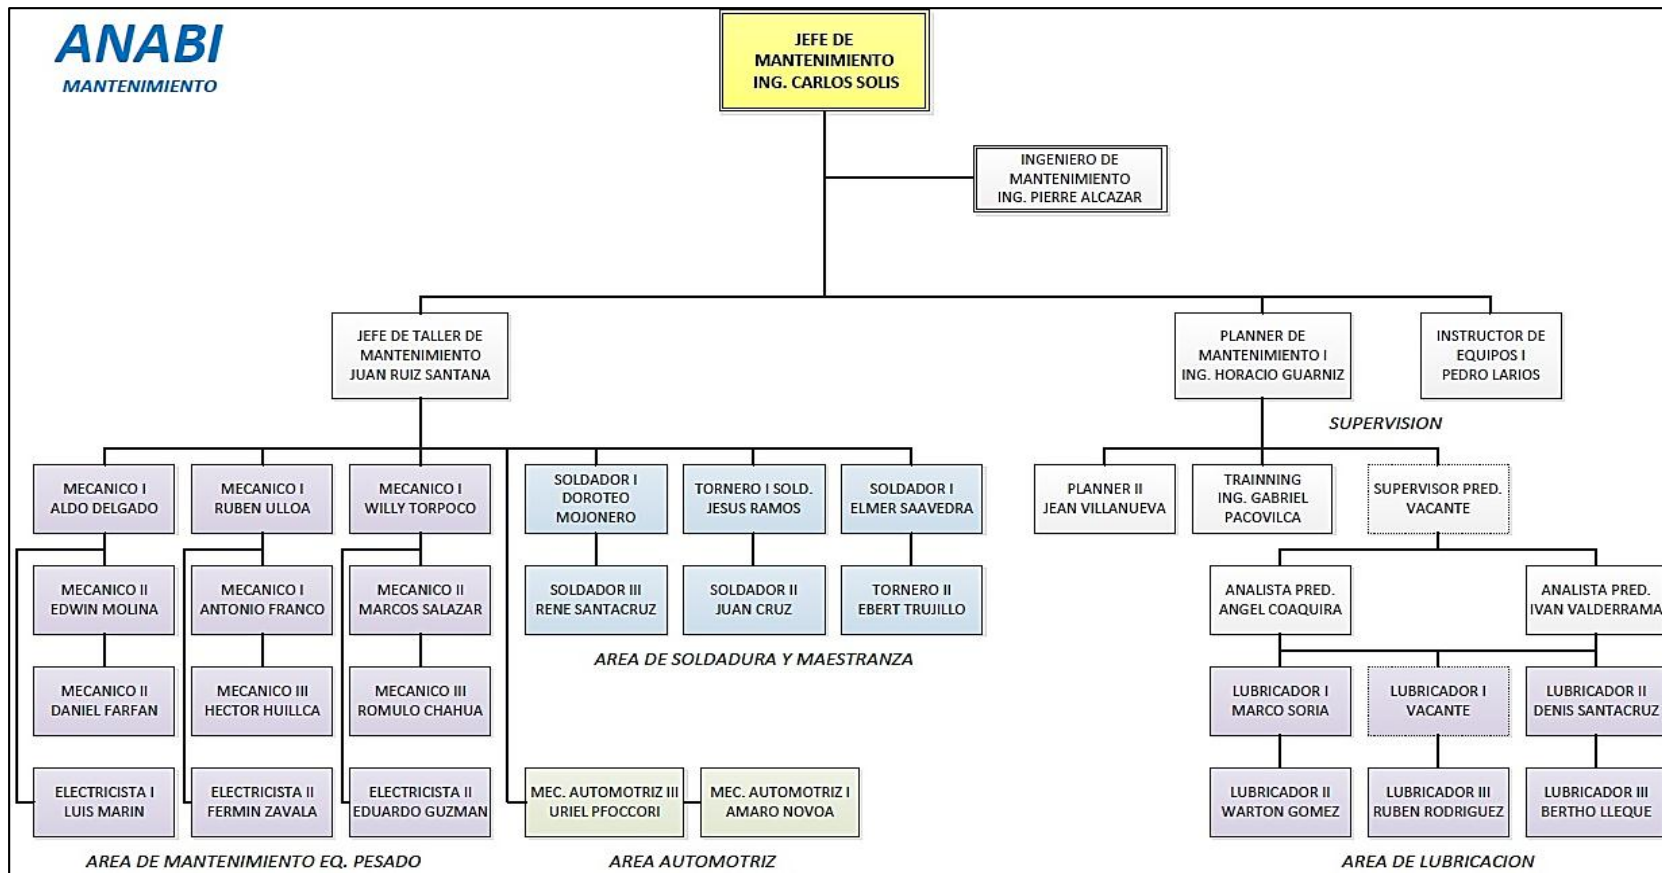 ANABI
MANTENIMIENTO
JEFE DE
MANTENIMIENTO
ING. CARLOS SOLIS
INGENIERO DE
MANTENIMIENTO
ING. PIERRE ALCAZAR
JEFE DE TALLER DE
MANTENIMIENTO
JUAN RUIZ SANTANA
PLANNER DE
MANTENIMIENTO I
ING. HORACIO GUARNIZ
INSTRUCTOR DE
EQUIPOS I
PEDRO LARIOS
SUPERVISION
MECANICO I
ALDO DELGADO
MECANICO I
RUBEN ULLOA
MECANICO I
WILLY TORPOCO
SOLDADOR I
DOROTEO
MOJONERO
TORNERO I SOLD.
JESUS RAMOS
SOLDADOR I
ELMER SAAVEDRA
PLANNER II
JEAN VILLANUEVA
TRAINNING
ING. GABRIEL
PACOVILCA
SUPERVISOR PRED.
VACANTE
MECANICO II
EDWIN MOLINA
MECANICO I
ANTONIO FRANCO
MECANICO II
MARCOS SALAZAR
SOLDADOR III
RENE SANTACRUZ
SOLDADOR II
JUAN CRUZ
TORNERO II
EBERT TRUJILLO
ANALISTA PRED.
ANGEL COAQUIRA
ANALISTA PRED.
IVAN VALDERRAMA
AREA DE SOLDADURA Y MAESTRANZA
MECANICO II
DANIEL FARFAN
MECANICO III
HECTOR HUILLCA
MECANICO III
ROMULO CHAHUA
LUBRICADOR I
MARCO SORIA
LUBRICADOR I
VACANTE
LUBRICADOR II
DENIS SANTACRUZ
ELECTRICISTA I
LUIS MARIN
ELECTRICISTA II
FERMIN ZAVALA
ELECTRICISTA II
EDUARDO GUZMAN
MEC. AUTOMOTRIZ III
URIEL PFOCCORI
MEC. AUTOMOTRIZ I
AMARO NOVOA
LUBRICADOR II
WARTON GOMEZ
LUBRICADOR III
RUBEN RODRIGUEZ
LUBRICADOR III
BERTHO LLEQUE
AREA DE MANTENIMIENTO EQ. PESADO
AREA AUTOMOTRIZ
AREA DE LUBRICACION